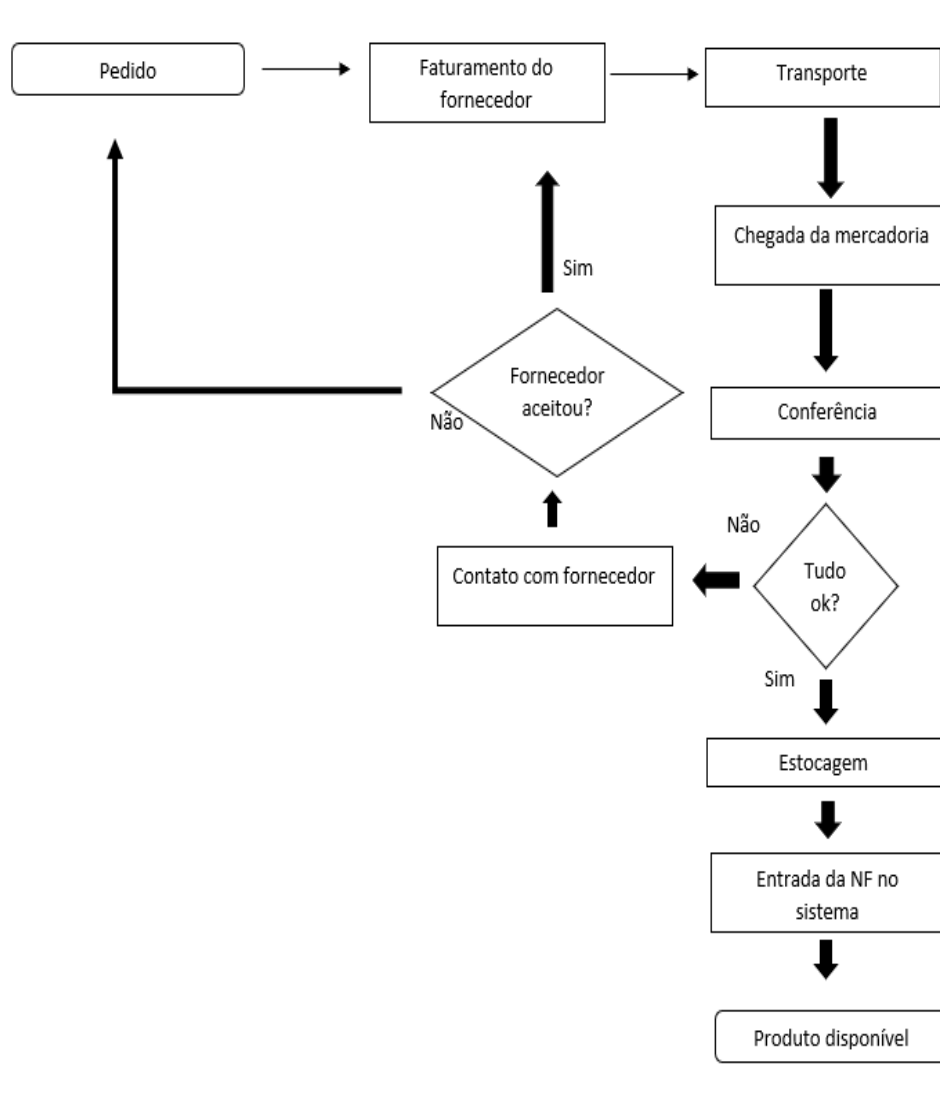 Pedido
Faturamento do
fornecedor
Transporte
Chegada da mercadoria
Sim
Fornecedor
aceitou?
Não
Conferência
Não
Tudo
ok?
Contato com fornecedor
Sim
Estocagem
Entrada da NF no
sistema
Produto disponível